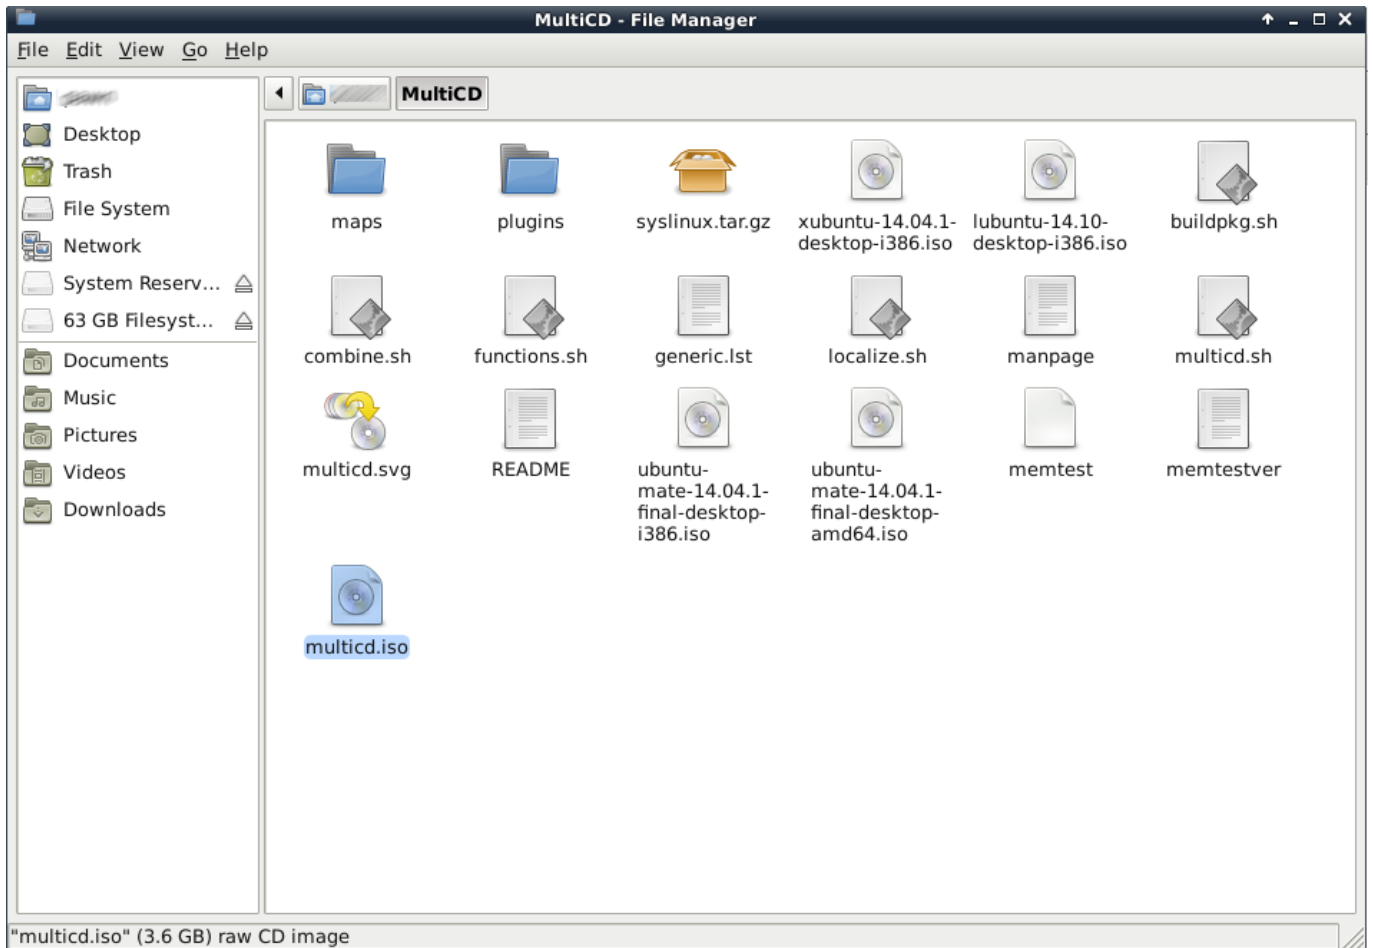 MultiCD - File Manager
File Edit View Go Help
MultiCD
Desktop
Trash
File System
Network
System Reserv...
63 GB Filesyst...
Documents
Music
Pictures
Videos
Downloads
maps
plugins
syslinux.tar.gz
xubuntu-14.04.1-
desktop-i386.iso
lubuntu-14.10-
desktop-i386.iso
buildpkg.sh
combine.sh
functions.sh
generic.lst
localize.sh
manpage
multicd.sh
multicd.svg
README
ubuntu-
mate-14.04.1-
final-desktop-
i386.iso
ubuntu-
mate-14.04.1-
final-desktop-
amd64.iso
memtest
memtestver
multicd.iso
"multicd.iso" (3.6 GB) raw CD image